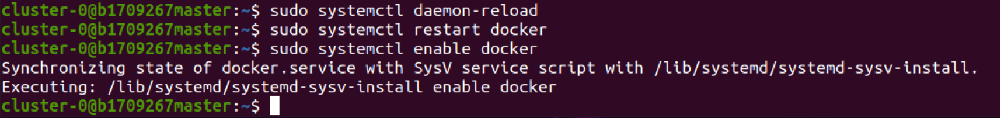 cluster-0@b1709267master:~$ sudo systemctl daemon-reload
cluster-0@b1709267master:~$ sudo systemctl restart docker
cluster-0@b1709267master:~$ sudo systemctl enable docker
Synchronizing state of docker.service with SysV service script with /lib/systemd/systemd-sysv-install.
Executing: /lib/systemd/systemd-sysv-install enable docker
cluster-0@b1709267master:~$